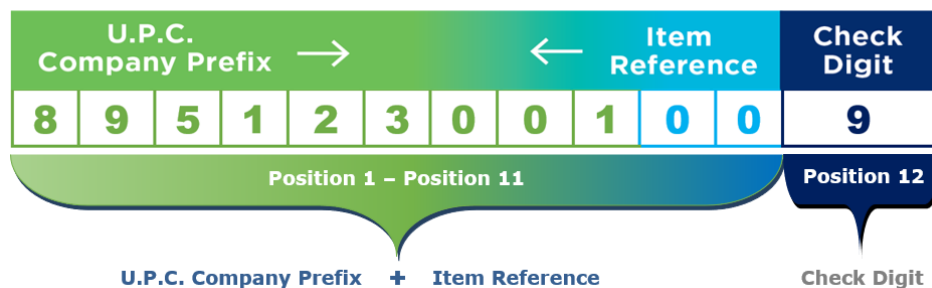 U.P.C.
Company Prefix → ← Item
Reference
Check
Digit
8 9 5 1 2 3 0 0 1 0 0 9
Position 1 – Position 11
Position 12
U.P.C. Company Prefix + Item Reference
Check Digit